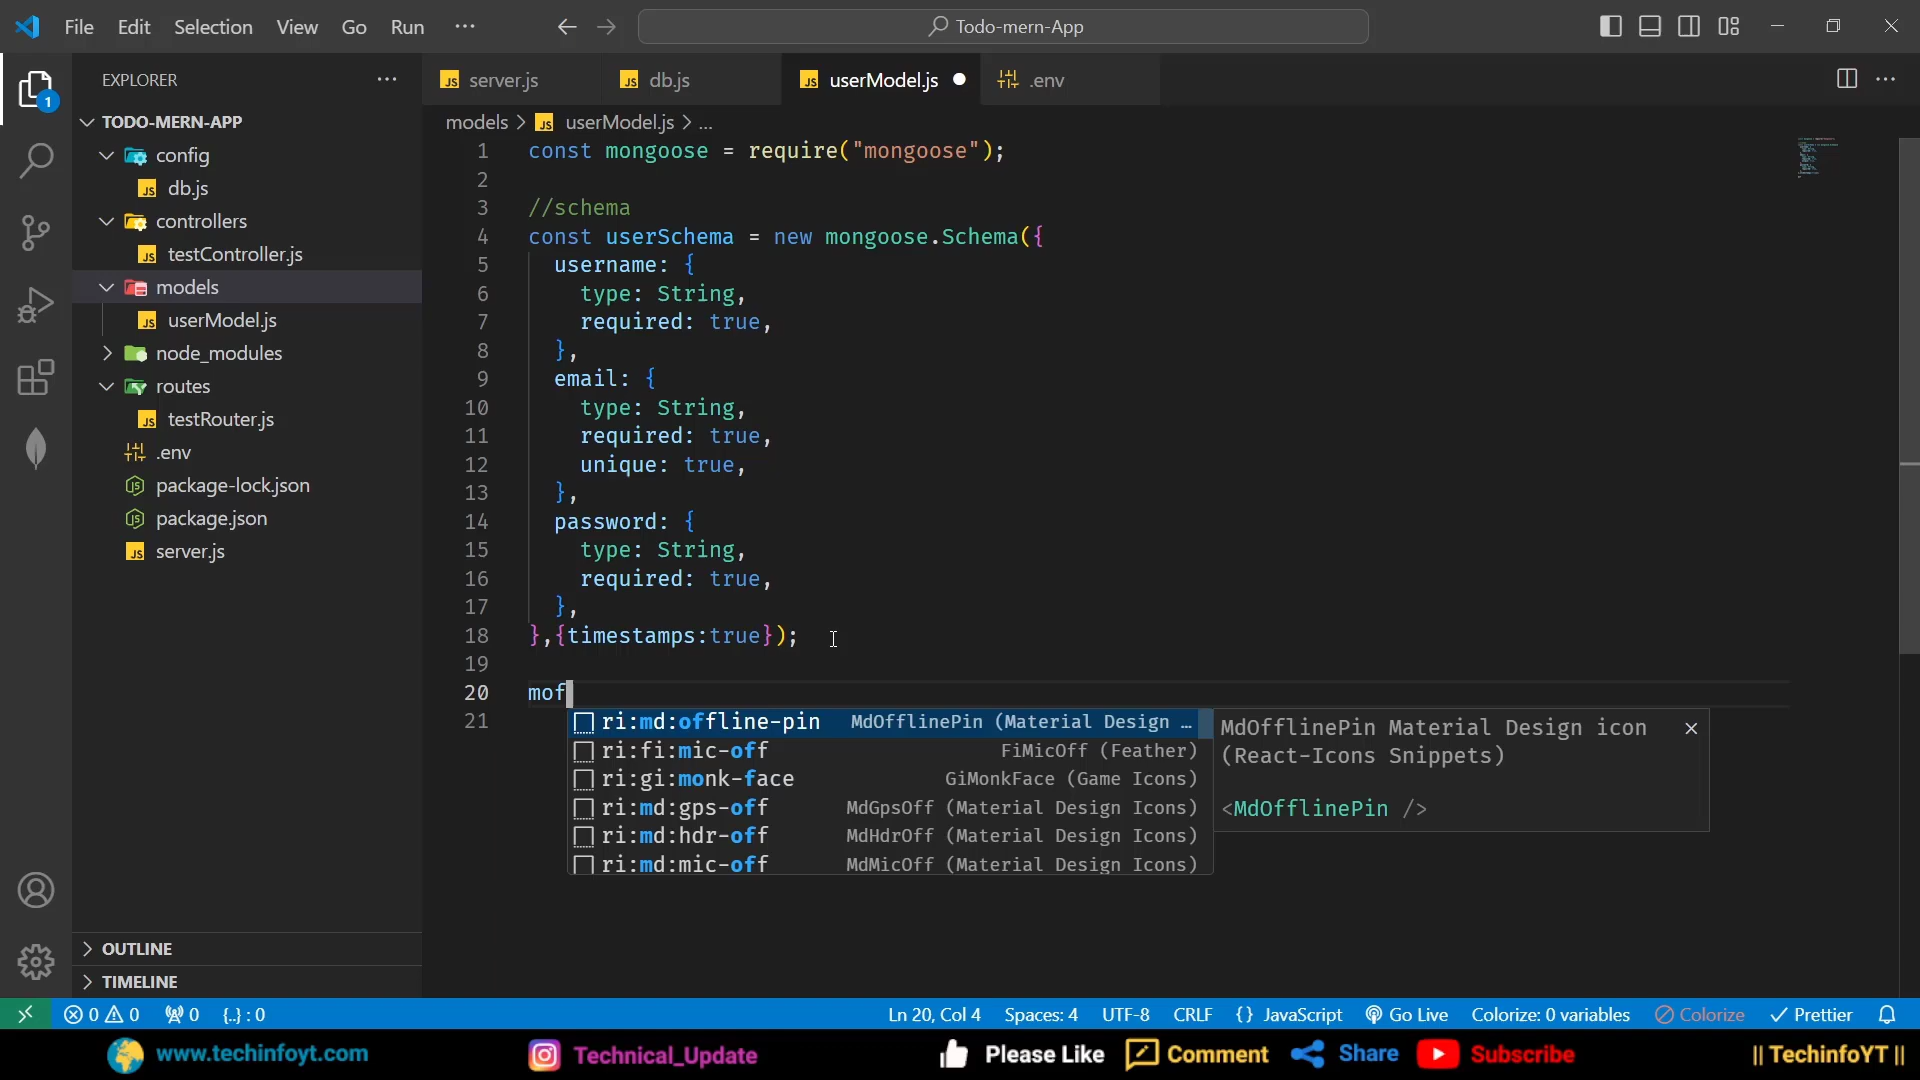 File Edit Selection View Go Run ··· Todo-mern-App
EXPLORER ···
TODO-MERN-APP
config
db.js
controllers
testController.js
models
userModel.js
node_modules
routes
testRouter.js
.env
package-lock.json
package.json
server.js
OUTLINE
TIMELINE
1
server.js db.js userModel.js .env ···
models > userModel.js > ...
1 const mongoose = require("mongoose");
2
3 //schema
4 const userSchema = new mongoose.Schema({
5 username: {
6 type: String,
7 required: true,
8 },
9 email: {
10 type: String,
11 required: true,
12 unique: true,
13 },
14 password: {
15 type: String,
16 required: true,
17 },
18 },{timestamps:true});
19
20 mof
21
ri:md:offline-pin MdOfflinePin (Material Design …
ri:fi:mic-off FiMicOff (Feather)
ri:gi:monk-face GiMonkFace (Game Icons)
ri:md:gps-off MdGpsOff (Material Design Icons)
ri:md:hdr-off MdHdrOff (Material Design Icons)
ri:md:mic-off MdMicOff (Material Design Icons)
MdOfflinePin Material Design icon
(React-Icons Snippets)
<MdOfflinePin />
0 0 0 {..} : 0 Ln 20, Col 4 Spaces: 4 UTF-8 CRLF {} JavaScript Go Live Colorize: 0 variables Colorize Prettier
www.techinfoyt.com Technical_Update Please Like Comment Share Subscribe || TechinfoYT ||